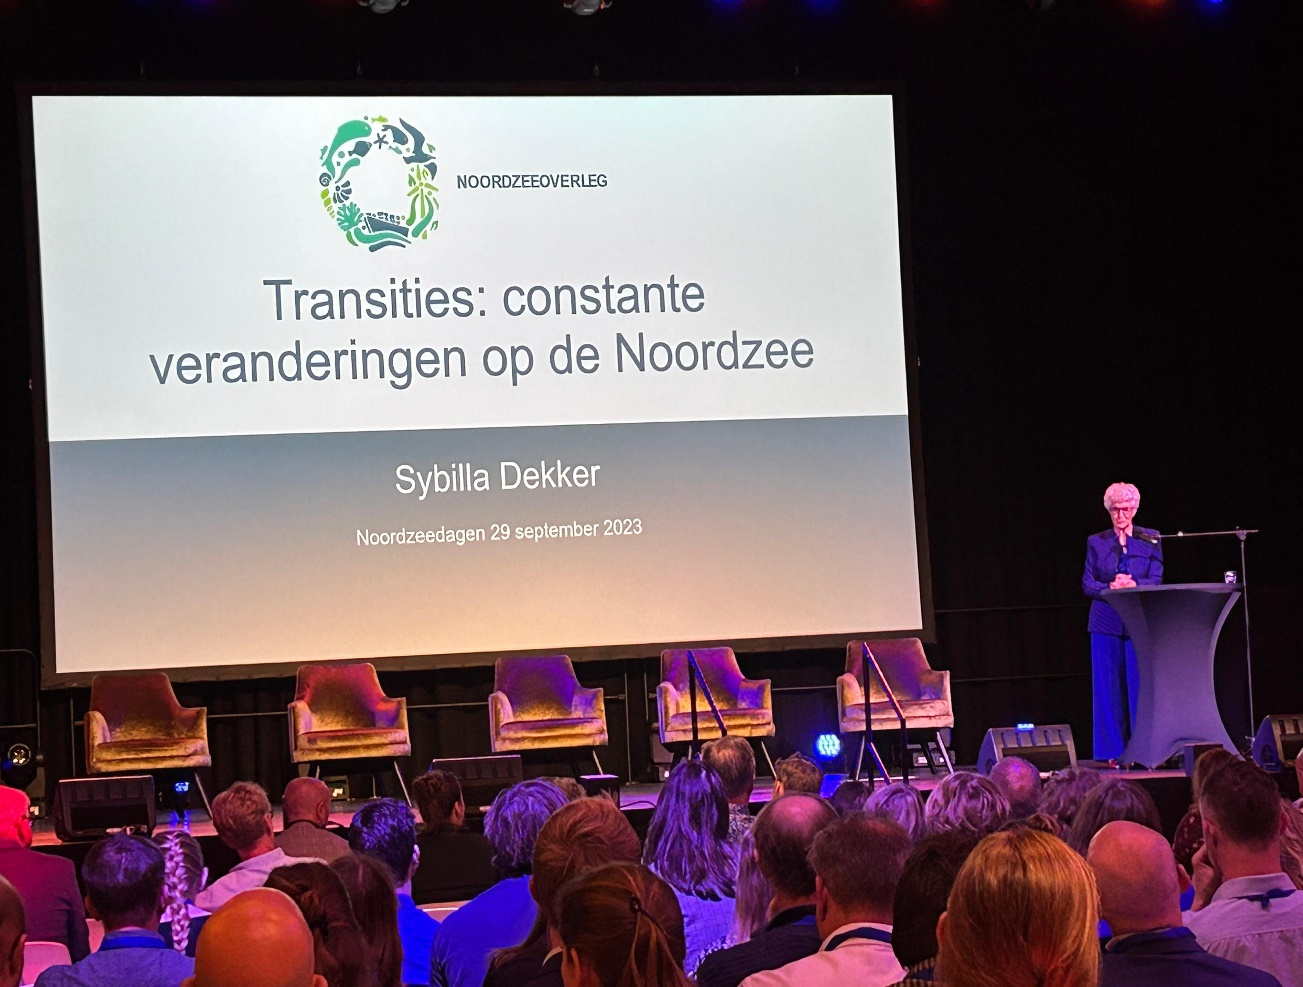 NOORDZEEOVERLEG
Transities: constante
veranderingen op de Noordzee
Sybilla Dekker
Noordzeedagen 29 september 2023